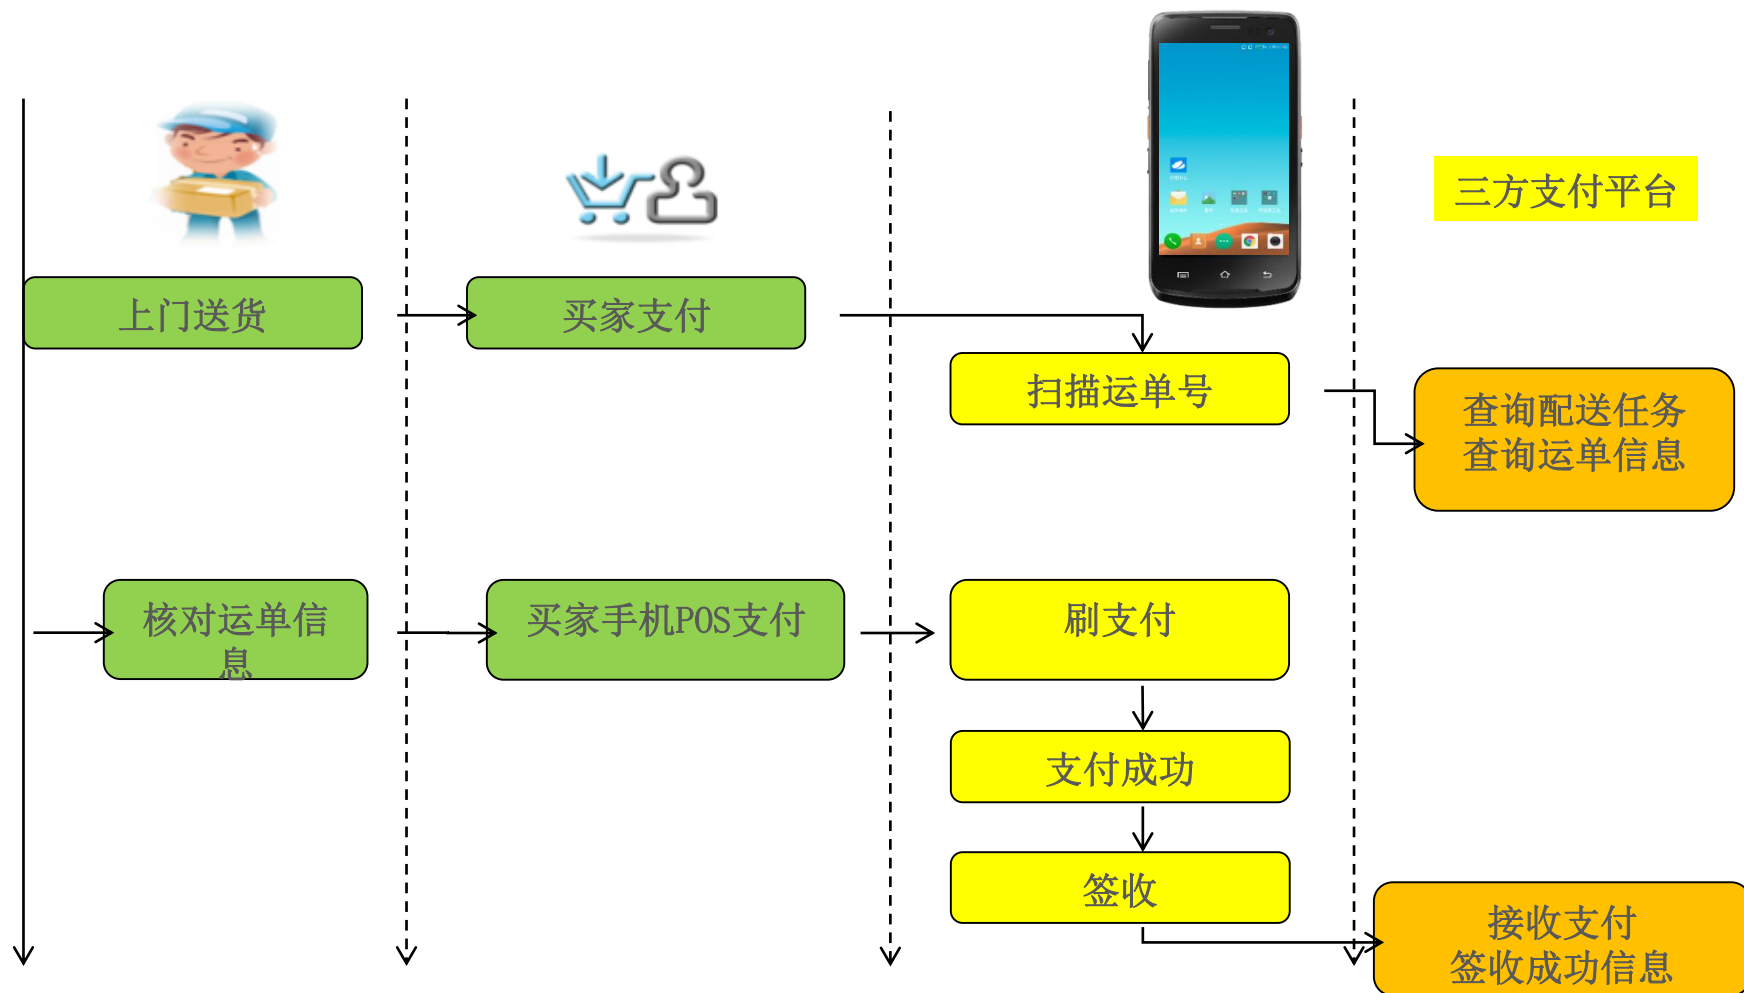 三方支付平台
上门送货
买家支付
扫描运单号
查询配送任务
查询运单信息
核对运单信
息
买家手机POS支付
刷支付
支付成功
签收
接收支付
签收成功信息